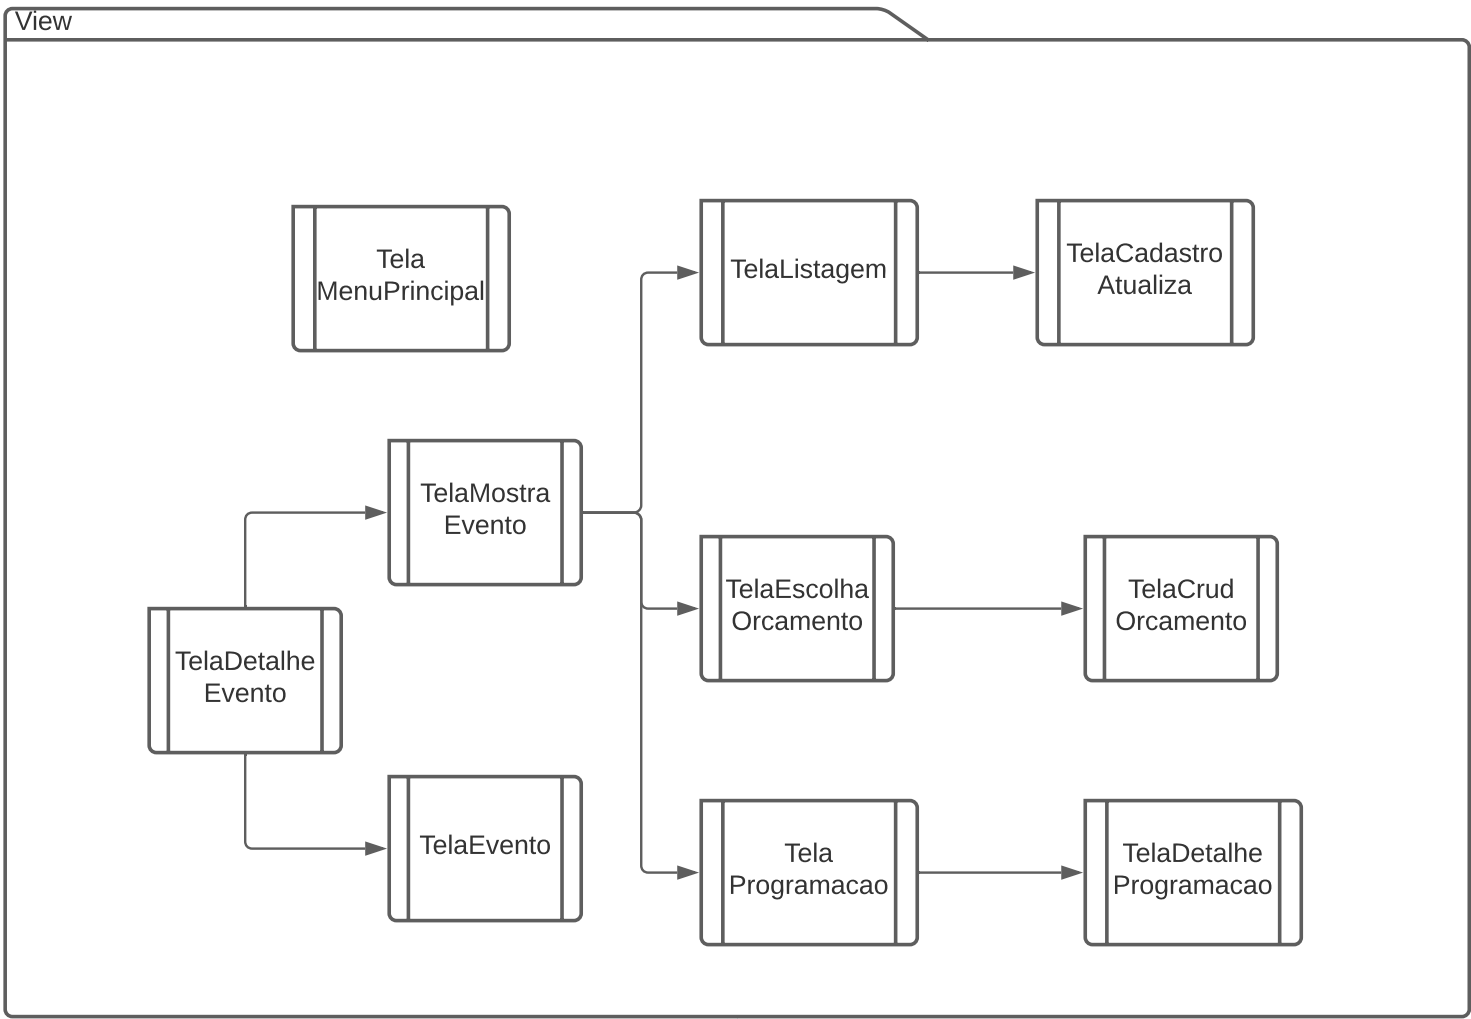 View
Tela
MenuPrincipal
TelaListagem
TelaCadastro
Atualiza
TelaMostra
Evento
TelaEscolha
Orcamento
TelaCrud
Orcamento
TelaDetalhe
Evento
TelaEvento
Tela
Programacao
TelaDetalhe
Programacao